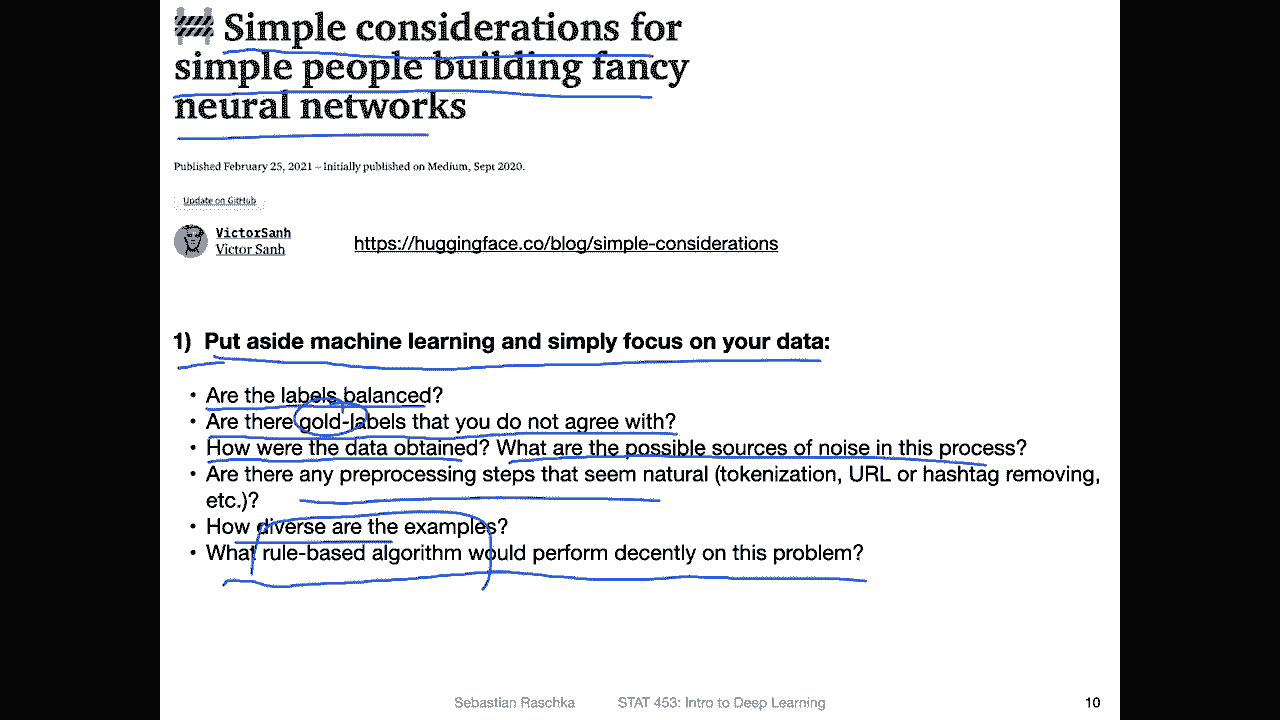 Simple considerations for
simple people building fancy
neural networks
Published February 25, 2021 – Initially published on Medium, Sept 2020.
Update on GitHub
VictorSanh
Victor Sanh
https://huggingface.co/blog/simple-considerations
1) Put aside machine learning and simply focus on your data:
• Are the labels balanced?
• Are there gold-labels that you do not agree with?
• How were the data obtained? What are the possible sources of noise in this process?
• Are there any preprocessing steps that seem natural (tokenization, URL or hashtag removing,
etc.)?
• How diverse are the examples?
• What rule-based algorithm would perform decently on this problem?
Sebastian Raschka STAT 453: Intro to Deep Learning 10